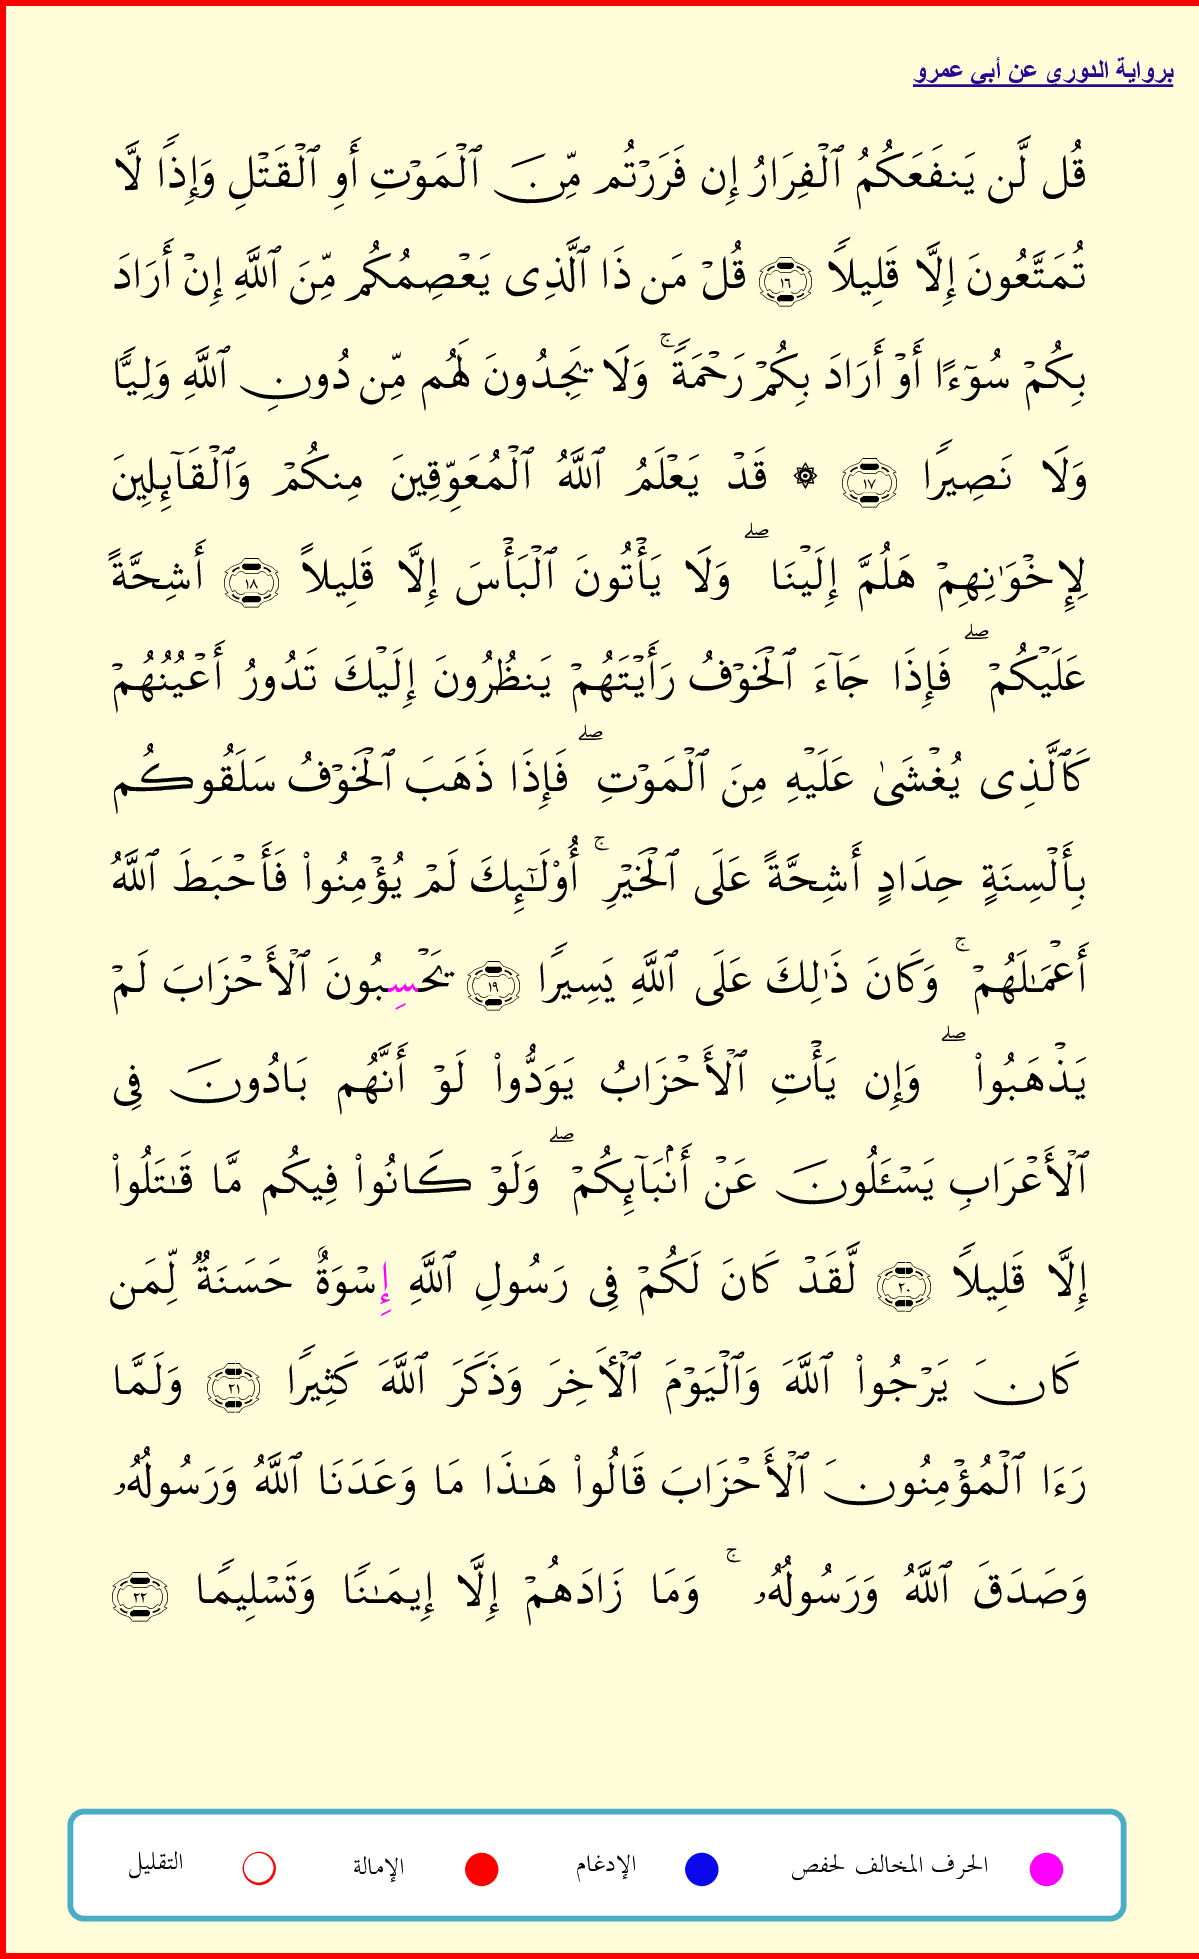 برواية الدوري عن أبي عمرو
قُل لَّن يَنفَعَكُمُ ٱلۡفِرَارُ إِن فَرَرۡتُم مِّنَ ٱلۡمَوۡتِ أَوِ ٱلۡقَتۡلِ وَإِذٗا لَّا
تُمَتَّعُونَ إِلَّا قَلِيلاٗ ١٦ قُلۡ مَن ذَا ٱلَّذِي يَعۡصِمُكُم مِّنَ ٱللَّهِ إِنۡ أَرَادَ
بِكُمۡ سُوٓءًا أَوۡ أَرَادَ بِكُمۡ رَحۡمَةٗۚ وَلَا يَجِدُونَ لَهُم مِّن دُونِ ٱللَّهِ وَلِيّٗا
وَلَا نَصِيرٗا ١٧ ۞ قَدۡ يَعۡلَمُ ٱللَّهُ ٱلۡمُعَوِّقِينَ مِنكُمۡ وَٱلۡقَآئِلِينَ
لِإِخۡوَٰنِهِمۡ هَلُمَّ إِلَيۡنَاۖ وَلَا يَأۡتُونَ ٱلۡبَأۡسَ إِلَّا قَلِيلاً ١٨ أَشِحَّةً
عَلَيۡكُمۡۖ فَإِذَا جَآءَ ٱلۡخَوۡفُ رَأَيۡتَهُمۡ يَنظُرُونَ إِلَيۡكَ تَدُورُ أَعۡيُنُهُمۡ
كَٱلَّذِي يُغۡشَىٰ عَلَيۡهِ مِنَ ٱلۡمَوۡتِۖ فَإِذَا ذَهَبَ ٱلۡخَوۡفُ سَلَقُوكُم
بِأَلۡسِنَةٍ حِدَادٍ أَشِحَّةً عَلَى ٱلۡخَيۡرِۚ أُوْلَٰٓئِكَ لَمۡ يُؤۡمِنُواْ فَأَحۡبَطَ ٱللَّهُ
أَعۡمَٰلَهُمۡۚ وَكَانَ ذَٰلِكَ عَلَى ٱللَّهِ يَسِيرٗا ١٩ يَحۡسِبُونَ ٱلۡأَحۡزَابَ لَمۡ
يَذۡهَبُواْۖ وَإِن يَأۡتِ ٱلۡأَحۡزَابُ يَوَدُّواْ لَوۡ أَنَّهُم بَادُونَ فِي
ٱلۡأَعۡرَابِ يَسۡـَٔلُونَ عَنۡ أَنۢبَآئِكُمۡۖ وَلَوۡ كَانُواْ فِيكُم مَّا قَٰتَلُواْ
إِلَّا قَلِيلاٗ ٢٠ لَّقَدۡ كَانَ لَكُمۡ فِي رَسُولِ ٱللَّهِ إِسۡوَةٌ حَسَنَةٞ لِّمَن
كَانَ يَرۡجُواْ ٱللَّهَ وَٱلۡيَوۡمَ ٱلۡأٓخِرَ وَذَكَرَ ٱللَّهَ كَثِيرٗا ٢١ وَلَمَّا
رَءَا ٱلۡمُؤۡمِنُونَ ٱلۡأَحۡزَابَ قَالُواْ هَٰذَا مَا وَعَدَنَا ٱللَّهُ وَرَسُولُهُۥ
وَصَدَقَ ٱللَّهُ وَرَسُولُهُۥۚ وَمَا زَادَهُمۡ إِلَّا إِيمَٰنٗا وَتَسۡلِيمٗا ٢٢
الحرف المخالف لحفص الإدغام الإمالة التقليل